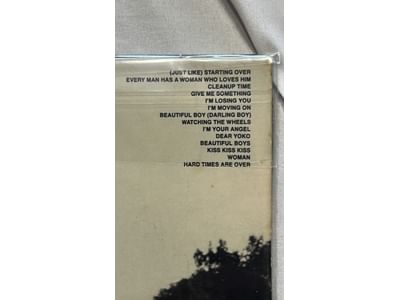 (JUST LIKE) STARTING OVER
EVERY MAN HAS A WOMAN WHO LOVES HIM
CLEANUP TIME
GIVE ME SOMETHING
I'M LOSING YOU
I'M MOVING ON
BEAUTIFUL BOY (DARLING BOY)
WATCHING THE WHEELS
I'M YOUR ANGEL
DEAR YOKO
BEAUTIFUL BOYS
KISS KISS KISS
WOMAN
HARD TIMES ARE OVER